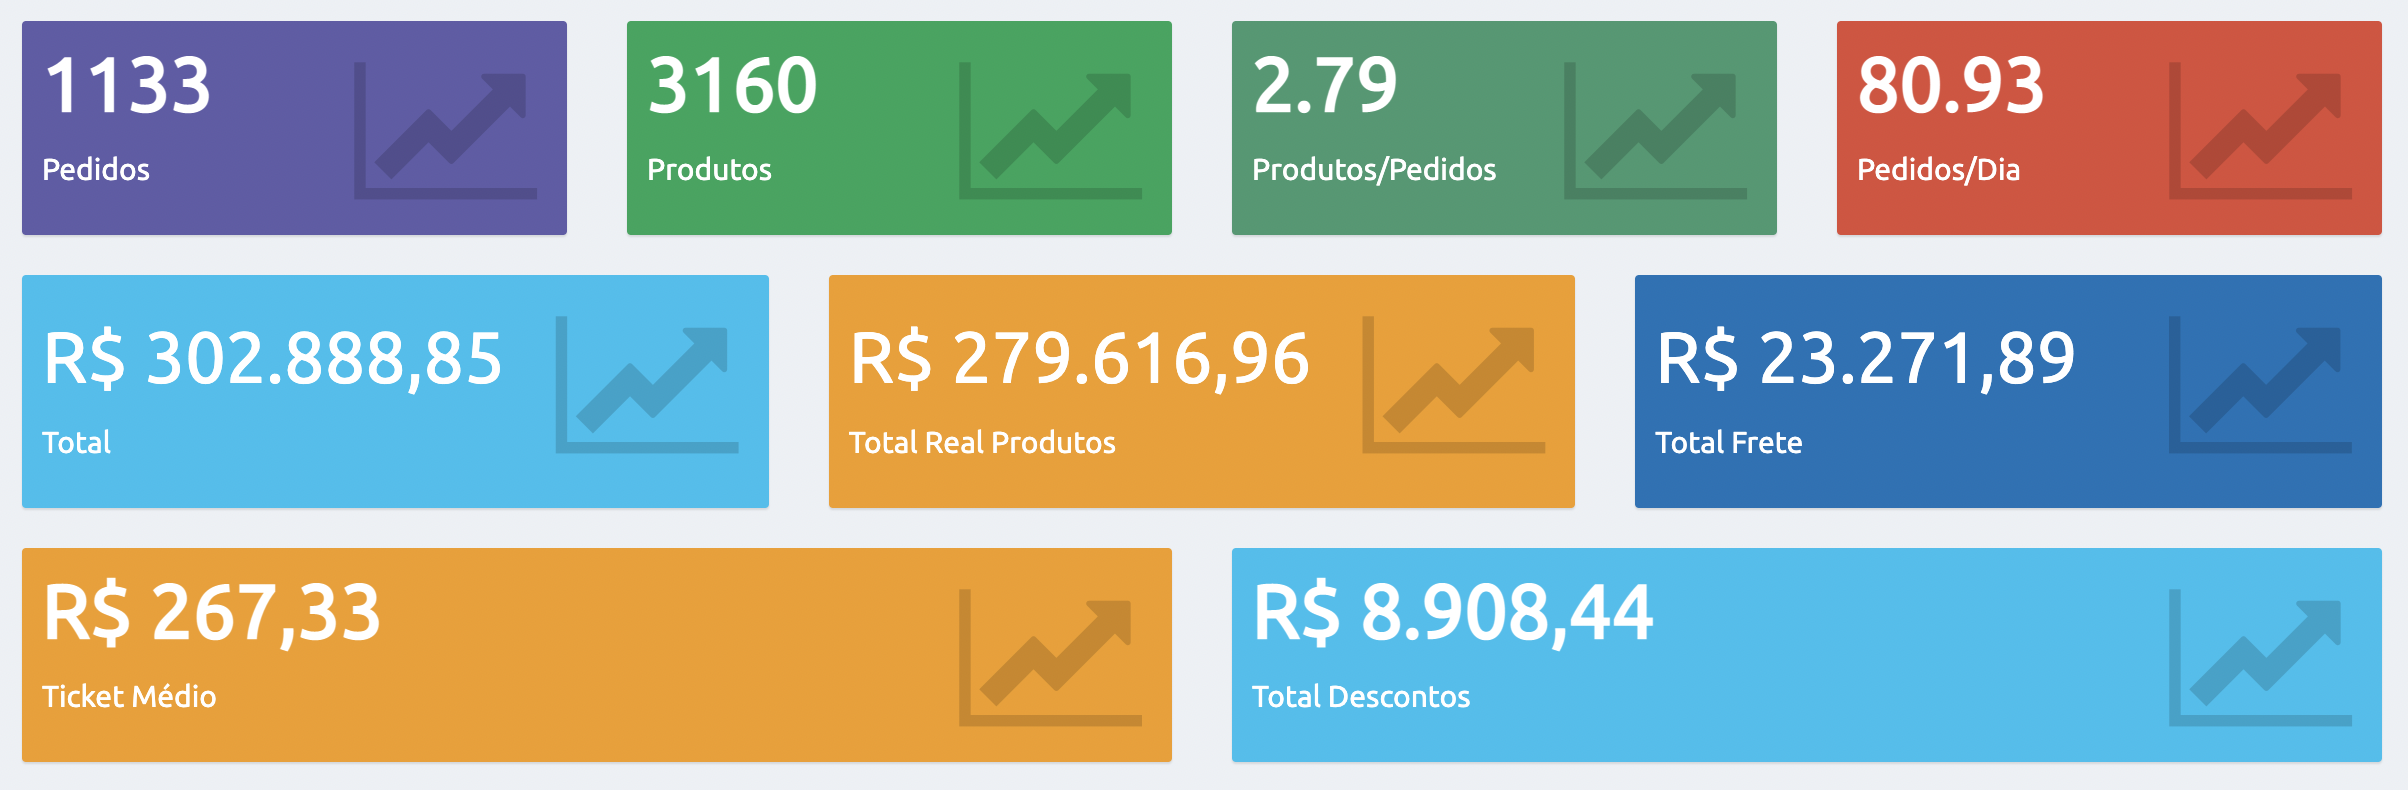 1133
Pedidos
3160
Produtos
2.79
Produtos/Pedidos
80.93
Pedidos/Dia
R$ 302.888,85
Total
R$ 279.616,96
Total Real Produtos
R$ 23.271,89
Total Frete
R$ 267,33
Ticket Médio
R$ 8.908,44
Total Descontos